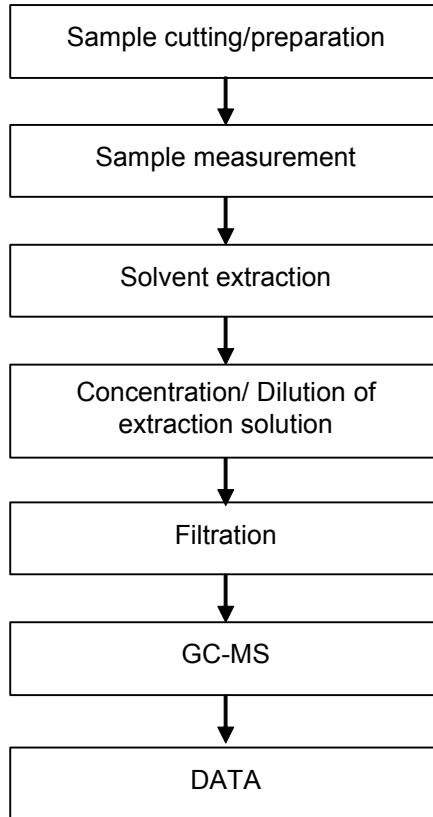 Sample cutting/preparation
Sample measurement
Solvent extraction
Concentration/ Dilution of
extraction solution
Filtration
GC-MS
DATA